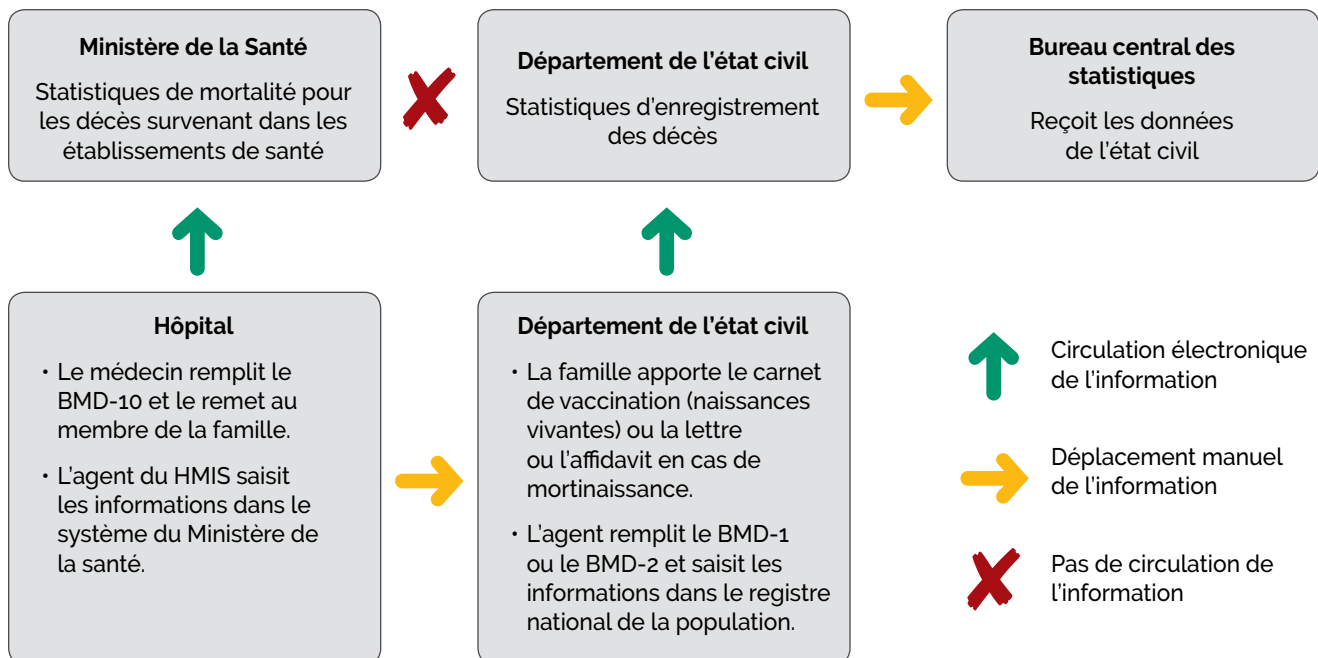 Ministère de la Santé
Statistiques de mortalité pour
les décès survenant dans les
établissements de santé
Département de l'état civil
Statistiques d'enregistrement
des décès
Bureau central des
statistiques
Reçoit les données
de l'état civil
Hôpital
• Le médecin remplit le
BMD-10 et le remet au
membre de la famille.
• L'agent du HMIS saisit
les informations dans le
système du Ministère de
la santé.
Département de l'état civil
• La famille apporte le carnet
de vaccination (naissances
vivantes) ou la lettre
ou l'affidavit en cas de
mortinaissance.
• L'agent remplit le BMD-1
ou le BMD-2 et saisit les
informations dans le registre
national de la population.
Circulation électronique
de l'information
Déplacement manuel
de l'information
Pas de circulation de
l'information